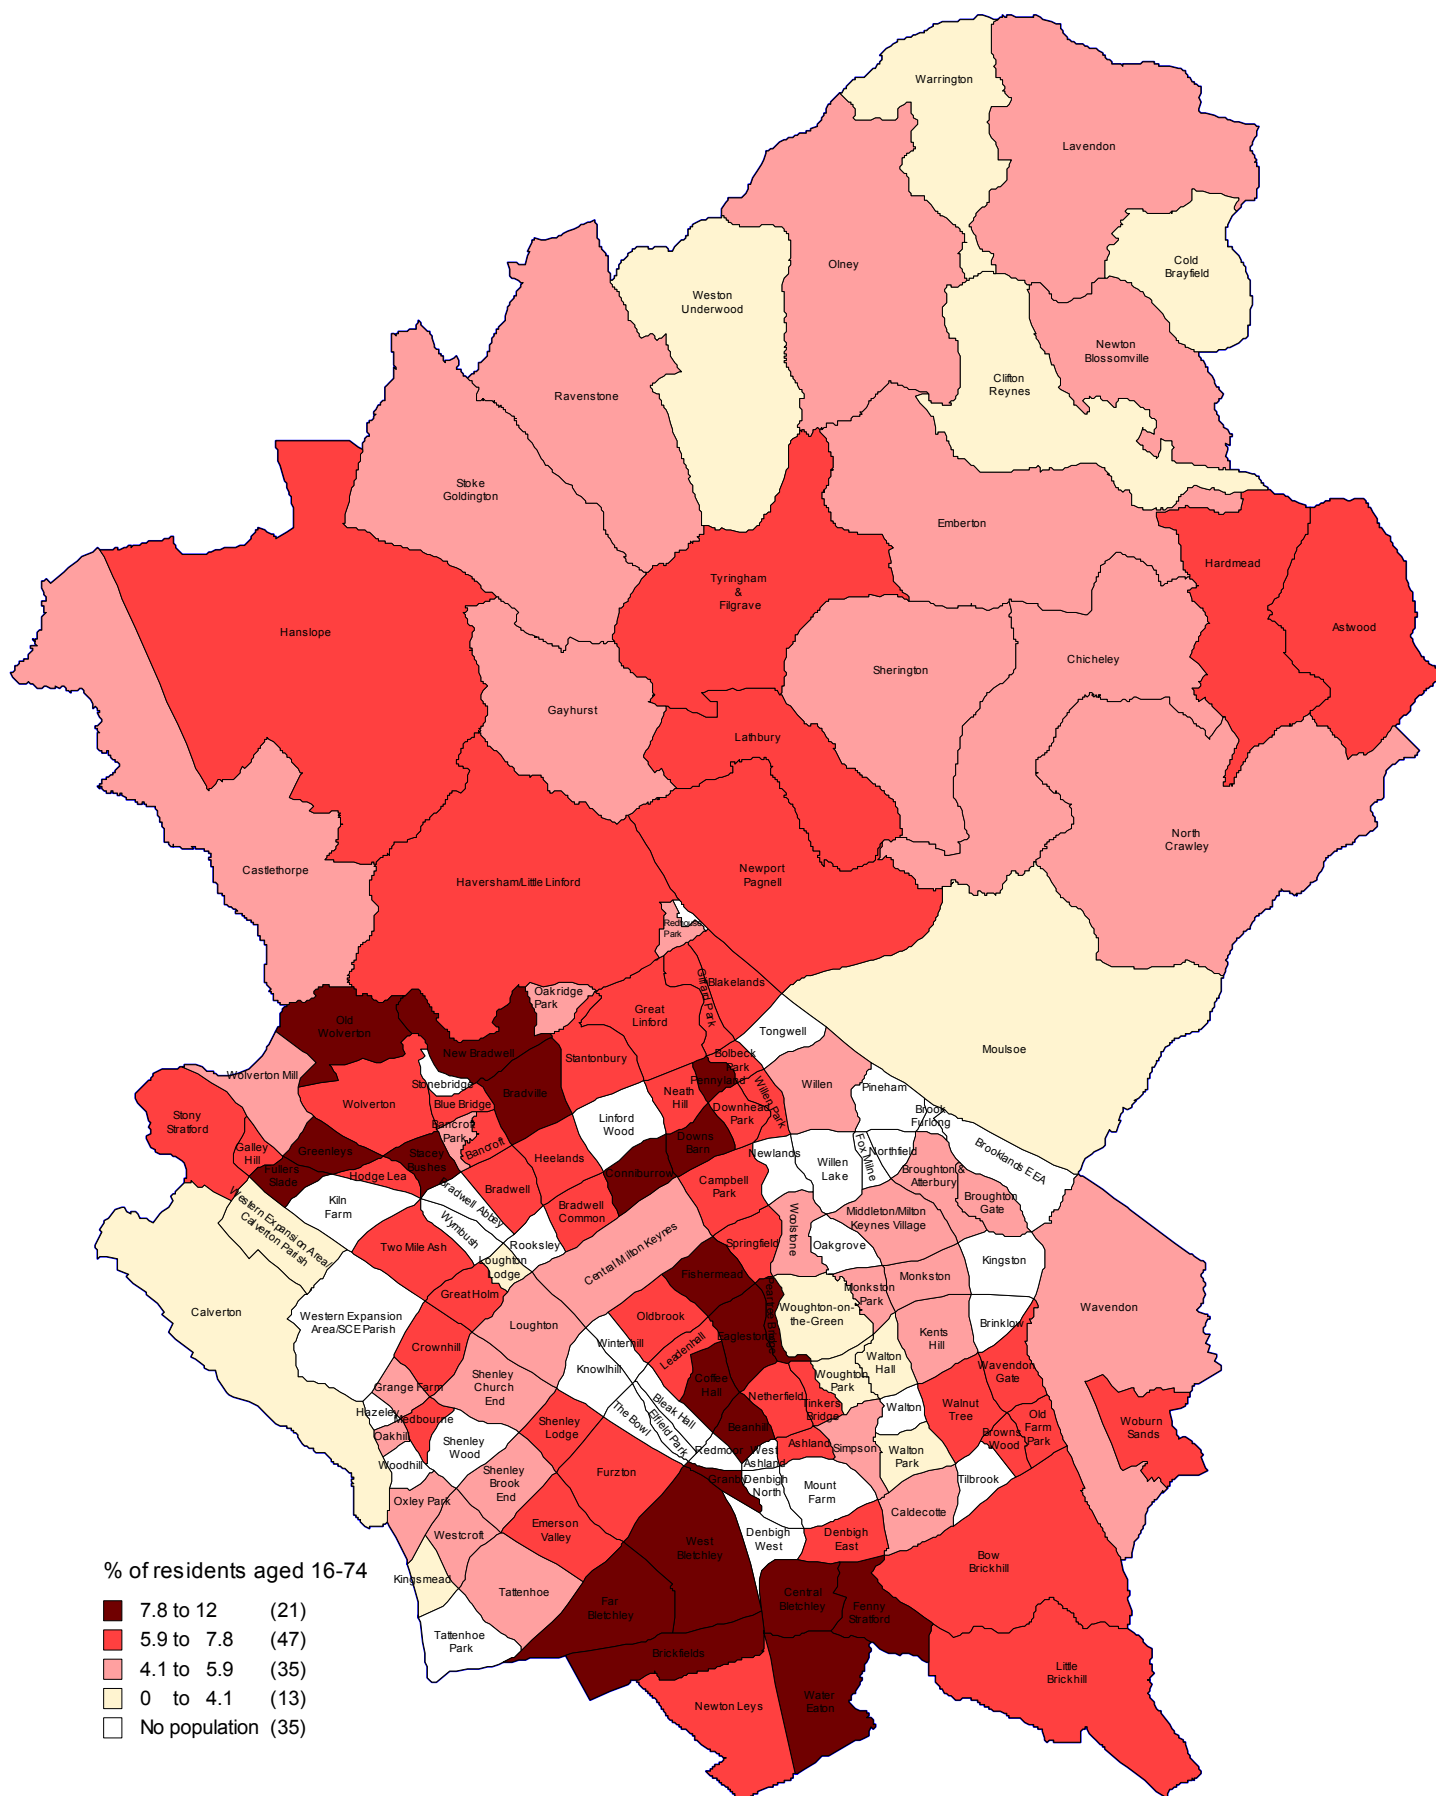 Warrington
Lavendon
Olney
Cold
Brayfield
Weston
Underwood
Newton
Blossomville
Clifton
Reynes
Ravenstone
Stoke
Goldington
Emberton
Hardmead
Tyringham
&
Filgrave
Astwood
Hanslope
Sherington
Chicheley
Gayhurst
Lathbury
North
Crawley
Castlethorpe
Haversham/Little Linford
Newport
Pagnell
Redhouse
Park
Blakelands
Giffard Park
Oakridge
Park
Great
Linford
Old
Wolverton
Tongwell
Moulsoe
New Bradwell
Stantonbury
Bolbeck
Park
Pennyland
Wolverton Mill
Stonebridge
Bradville
Neath
Hill
Willen Park
Willen
Pineham
Wolverton
Blue Bridge
Downhead
Park
Brook
Furlong
Stony
Stratford
Bancroft
Park
Linford
Wood
Galley
Hill
Greenleys
Stacey
Bushes
Bancroft
Heelands
Downs
Barn
Newlands
Willen
Lake
Fox Milne
Northfield
Brooklands EEA
Fullers
Slade
Hodge Lea
Conniburrow
Campbell
Park
Broughton &
Atterbury
Bradwell Abbey
Bradwell
Broughton
Gate
Kiln
Farm
Western Expansion Area/
Calverton Parish
Wymbush
Bradwell
Common
Woolstone
Middleton/Milton
Keynes Village
Two Mile Ash
Rooksley
Central Milton Keynes
Springfield
Oakgrove
Loughton
Lodge
Fishermead
Kingston
Monkston
Monkston
Park
Great Holm
Calverton
Western Expansion
Area/SCE Parish
Loughton
Oldbrook
Eaglestone
Woughton-on-
the-Green
Wavendon
Brinklow
Kents
Hill
Winterhill
Leadenhall
Crownhill
Knowlhill
Walton
Hall
Wavendon
Gate
Shenley
Church
End
Coffee
Hall
Woughton
Park
Grange Farm
Netherfield
Tinkers
Bridge
Walton
Walnut
Tree
Hazeley
Medbourne
The Bowl
Bleak Hall
Elfield Park
Beanhill
Old
Farm
Park
Woburn
Sands
Oakhill
Shenley
Wood
Shenley
Lodge
Redmoor
West
Ashland
Ashland
Simpson
Browns
Wood
Walton
Park
Woodhill
Shenley
Brook
End
Furzton
Granby
Denbigh
North
Mount
Farm
Tilbrook
Oxley Park
Caldecotte
Westcroft
Emerson
Valley
West
Bletchley
Denbigh
West
Denbigh
East
Bow
Brickhill
Kingsmead
Tattenhoe
Far
Bletchley
Central
Bletchley
Fenny
Stratford
Tattenhoe
Park
Brickfields
Little
Brickhill
Newton Leys
Water
Eaton
% of residents aged 16-74
7.8 to 12 (21)
5.9 to 7.8 (47)
4.1 to 5.9 (35)
0 to 4.1 (13)
No population (35)